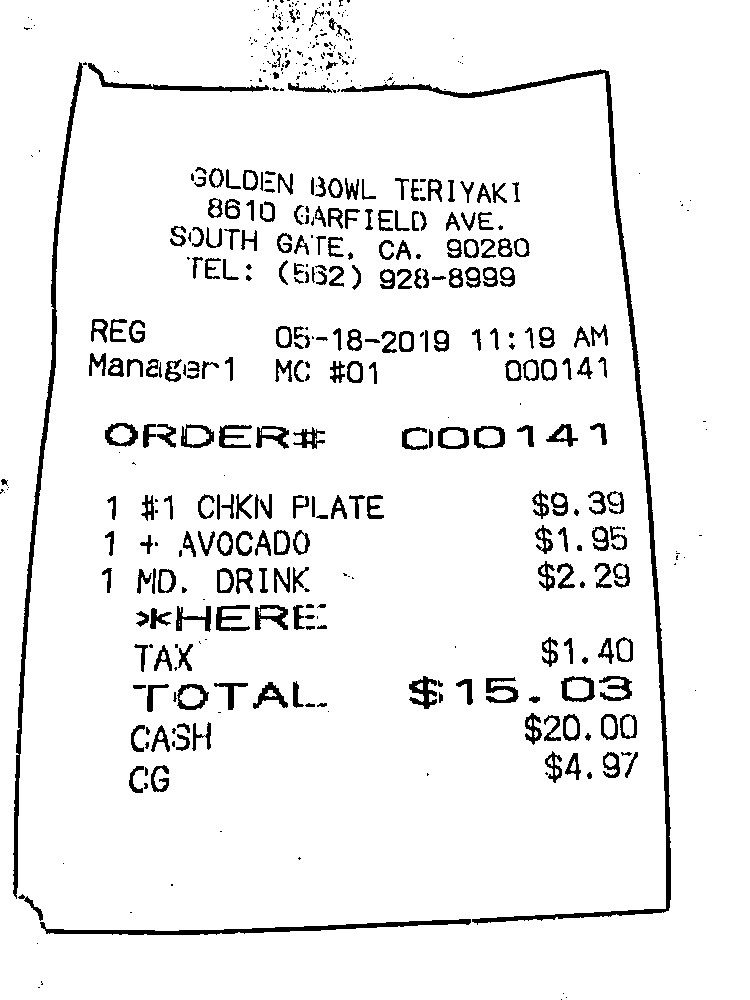 GOLDEN BOWL TERIYAKI
8610 GARFIELD AVE.
SOUTH GATE, CA. 90280
TEL: (562) 928-8999
REG 05-18-2019 11:19 AM
Manager1 MC #01 000141
ORDER# 000141
1 #1 CHKN PLATE $9.39
1 + AVOCADO $1.95
1 MD. DRINK $2.29
*HERE
TAX $1.40
TOTAL $15.03
CASH $20.00
CG $4.97